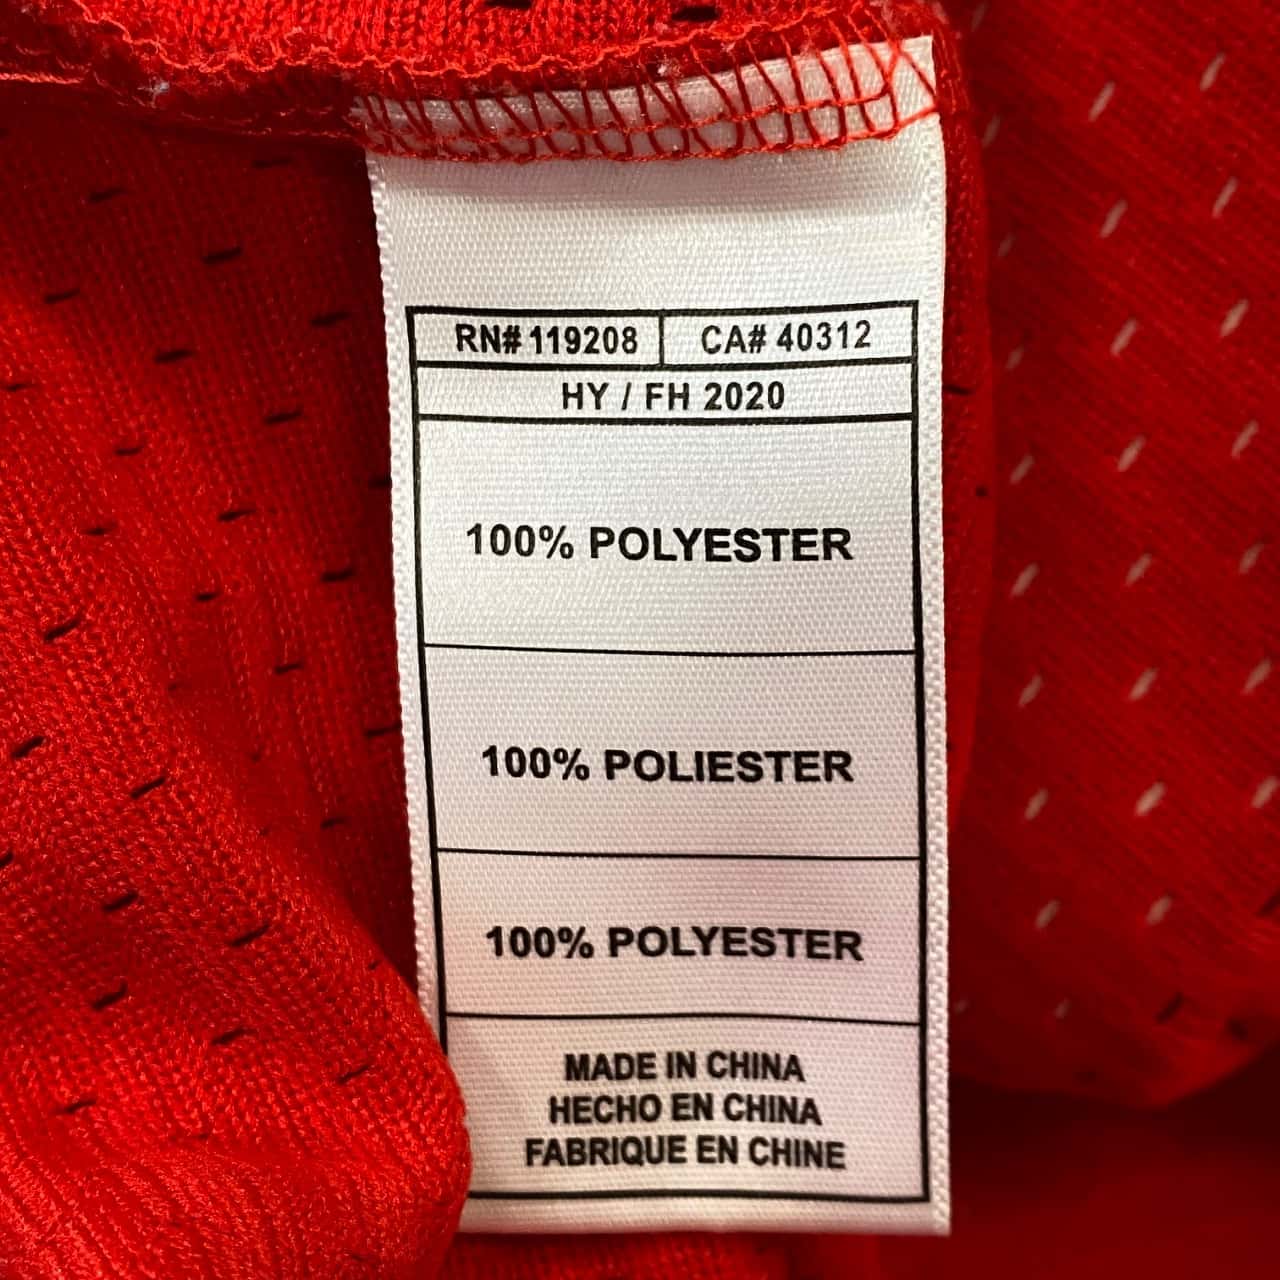 RN# 119208 CA# 40312
HY / FH 2020
100% POLYESTER
100% POLIESTER
100% POLYESTER
MADE IN CHINA
HECHO EN CHINA
FABRIQUE EN CHINE